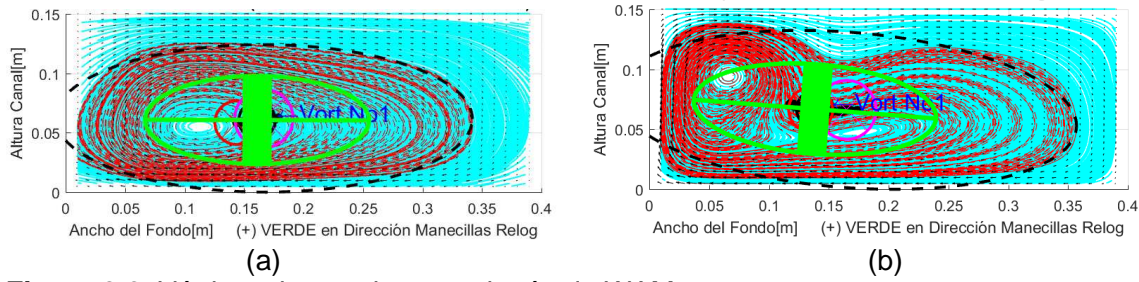 0.15
0.1
0.05
0
Altura Canal[m]
Vort No1
0 0.05 0.1 0.15 0.2 0.25 0.3 0.35 0.4
Ancho del Fondo[m] (+) VERDE en Dirección Manecillas Relog
(a)
0.15
0.1
0.05
0
Altura Canal[m]
Vort No1
0 0.05 0.1 0.15 0.2 0.25 0.3 0.35 0.4
Ancho del Fondo[m] (+) VERDE en Dirección Manecillas Relog
(b)